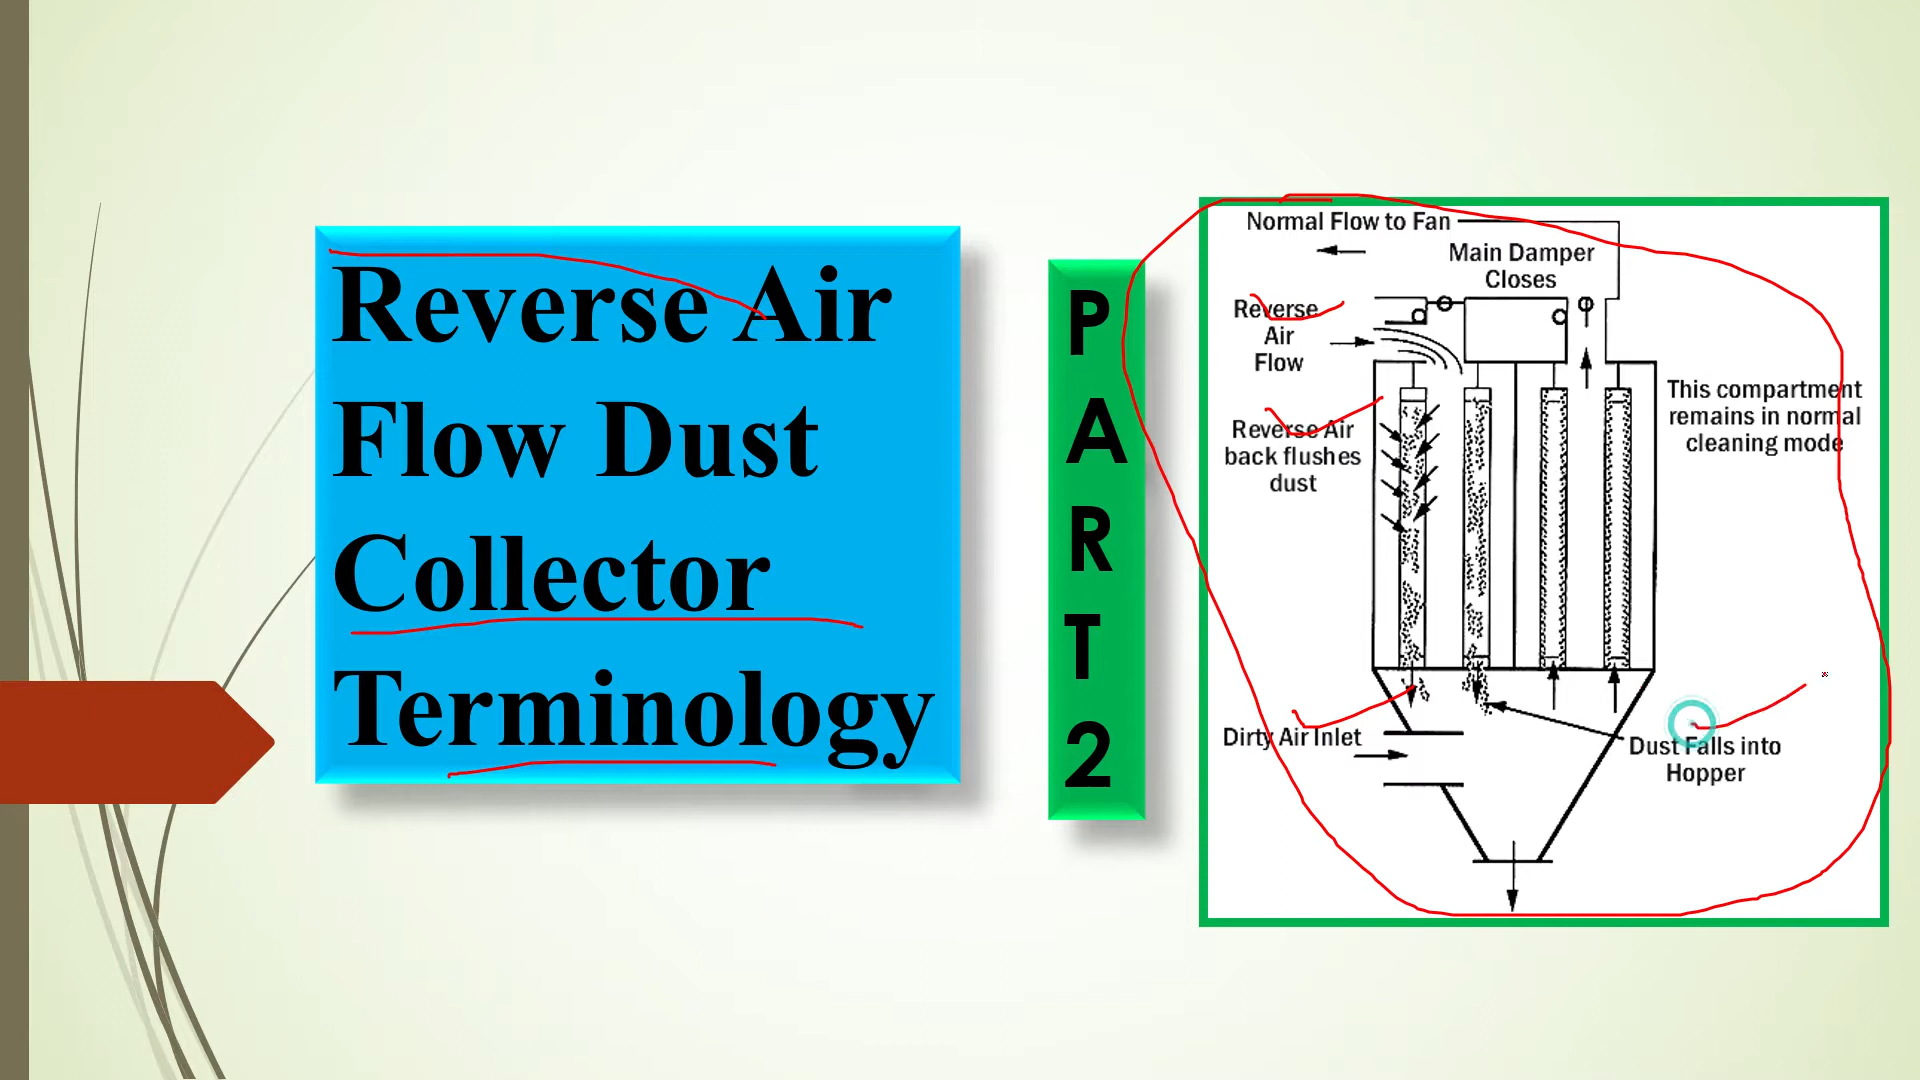 Reverse Air
Flow Dust
Collector
Terminology
P
A
R
T
2
Normal Flow to Fan
Main Damper
Closes
Reverse
Air
Flow
Reverse Air
back flushes
dust
This compartment
remains in normal
cleaning mode
Dirty Air Inlet
Dust Falls into
Hopper